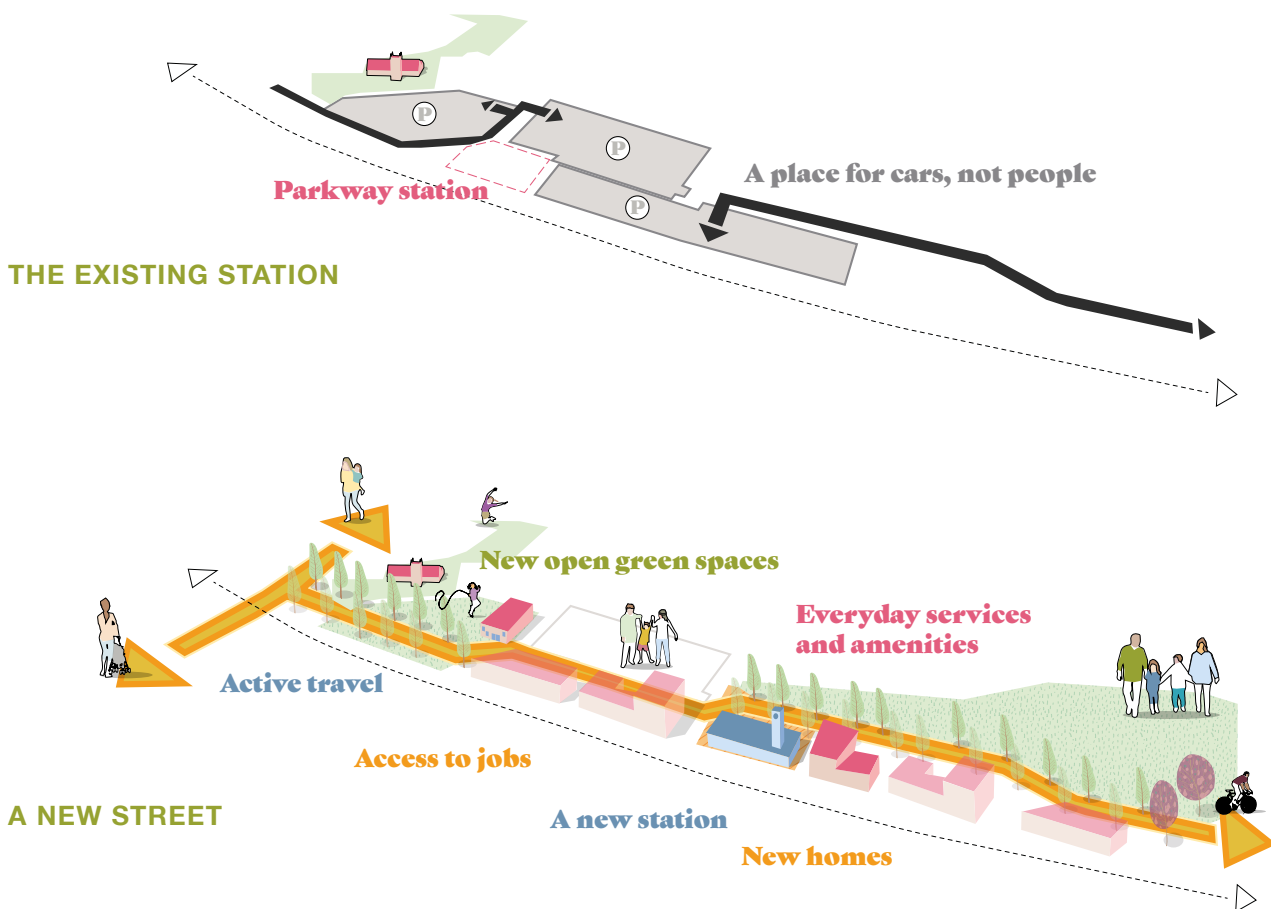 P
P
A place for cars, not people
Parkway station
P
THE EXISTING STATION
New open green spaces
Everyday services
and amenities
Active travel
Access to jobs
A NEW STREET
A new station
New homes